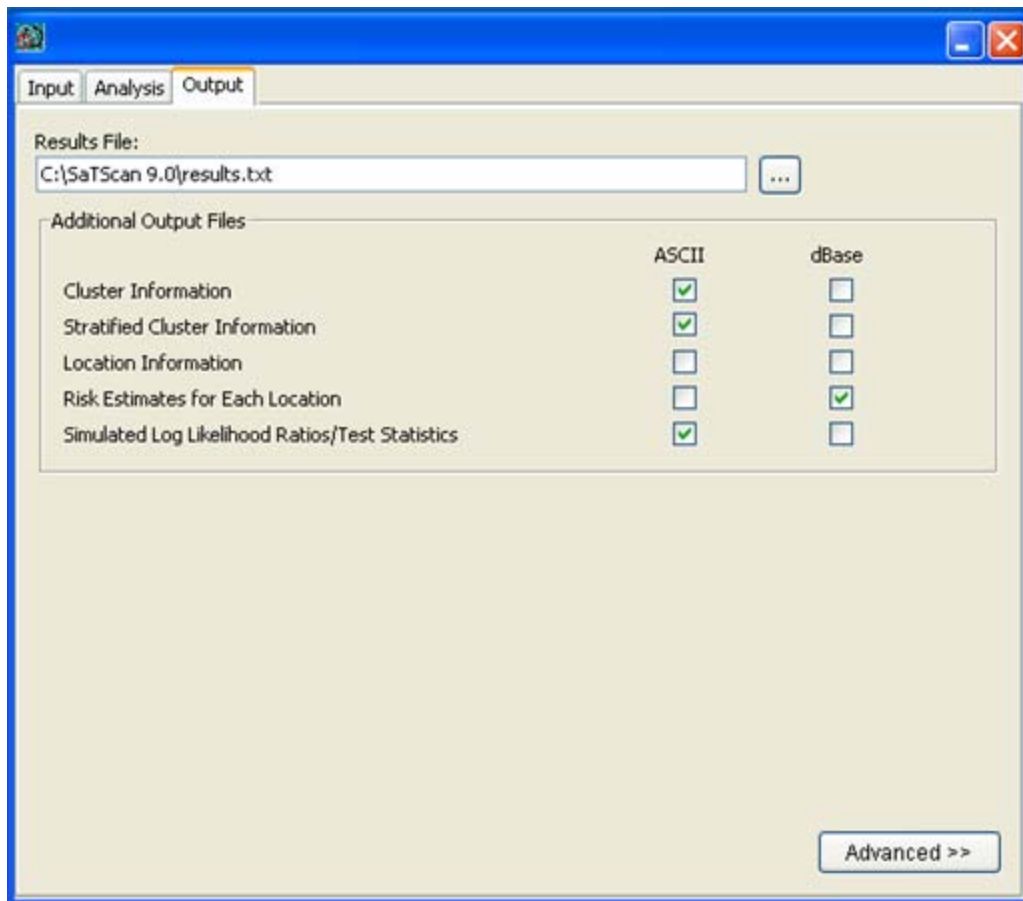 Input Analysis Output
Results File:
C:\SaTScan 9.0\results.txt ...
Additional Output Files
ASCII dBase
Cluster Information
Stratified Cluster Information
Location Information
Risk Estimates for Each Location
Simulated Log Likelihood Ratios/Test Statistics
Advanced >>